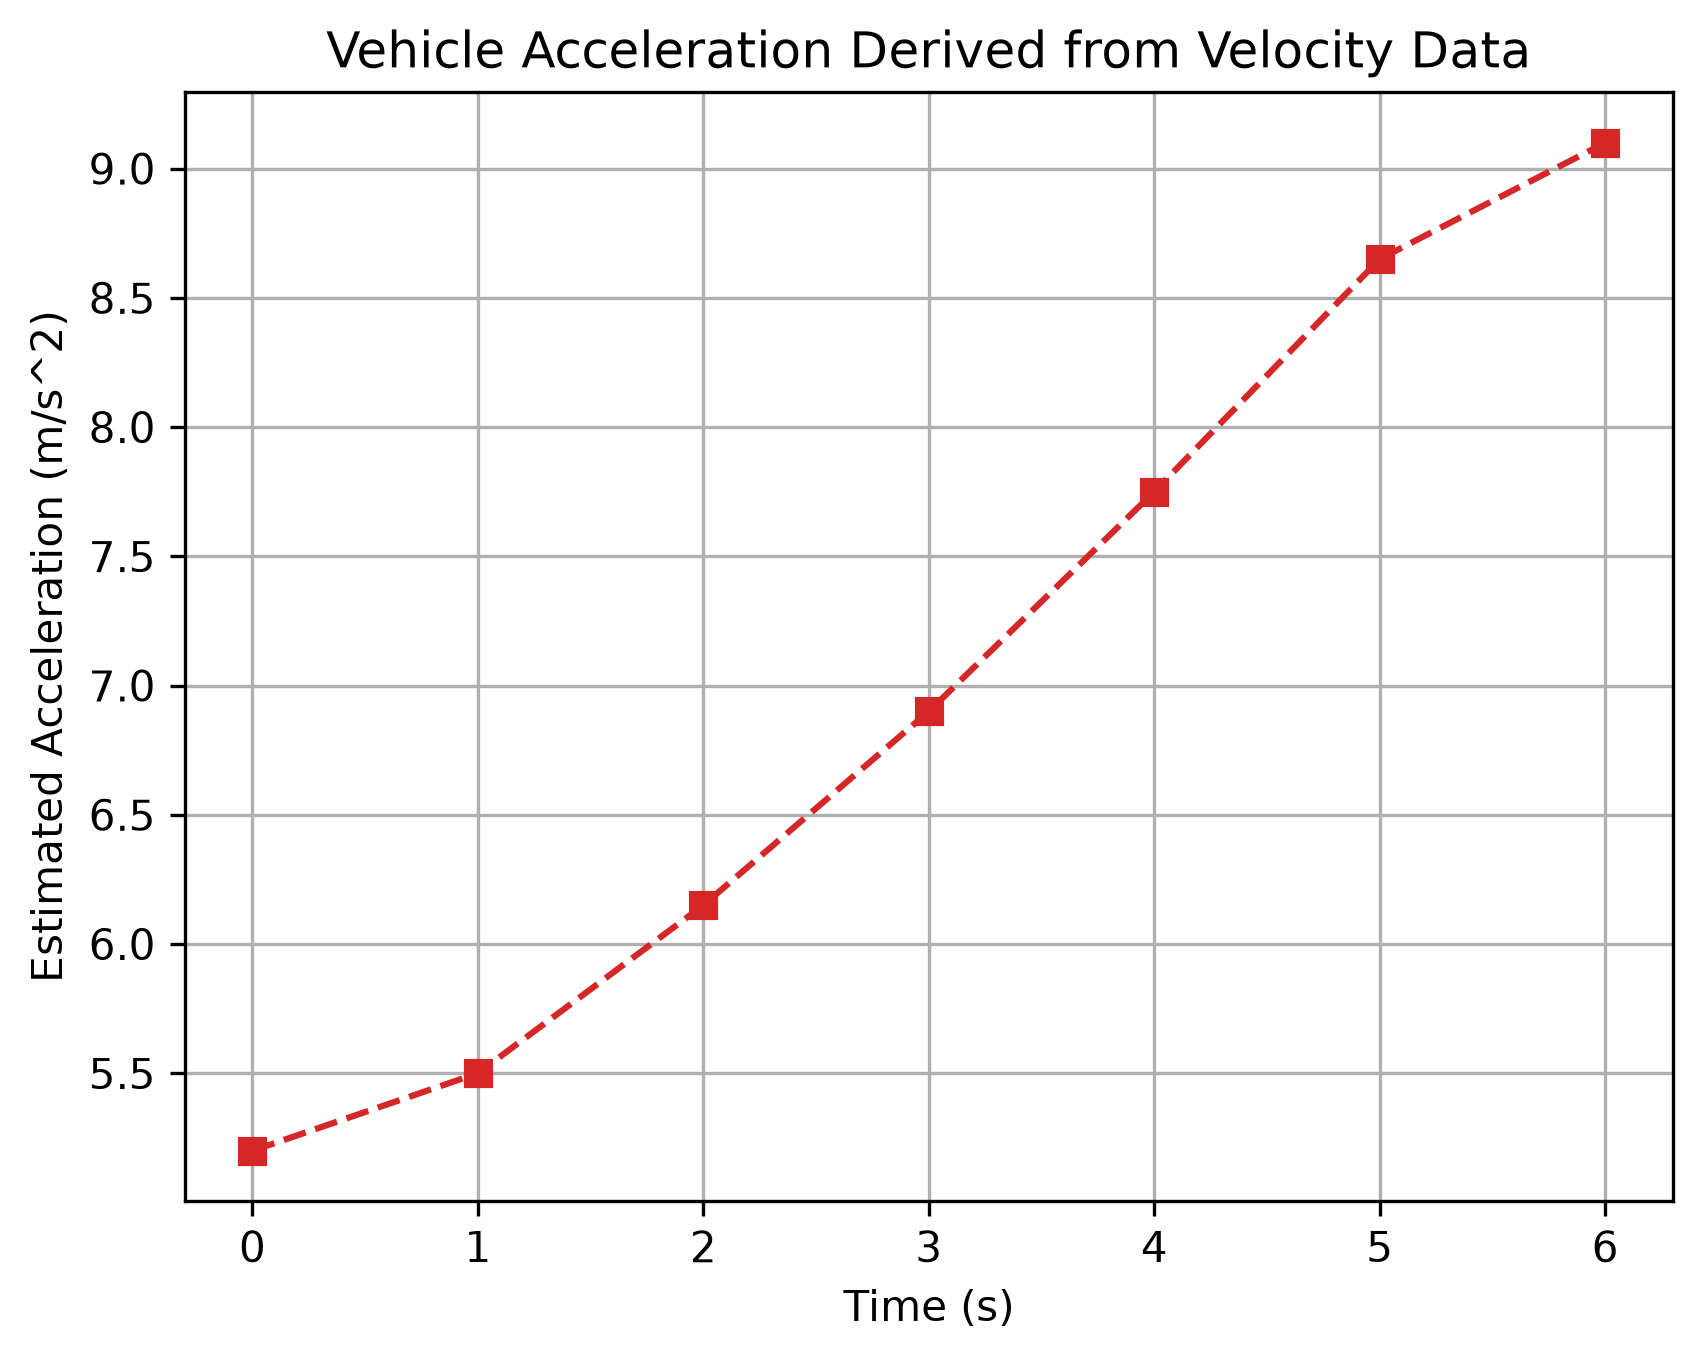 Vehicle Acceleration Derived from Velocity Data
Estimated Acceleration (m/s^2)
9.0
8.5
8.0
7.5
7.0
6.5
6.0
5.5
0 1 2 3 4 5 6
Time (s)